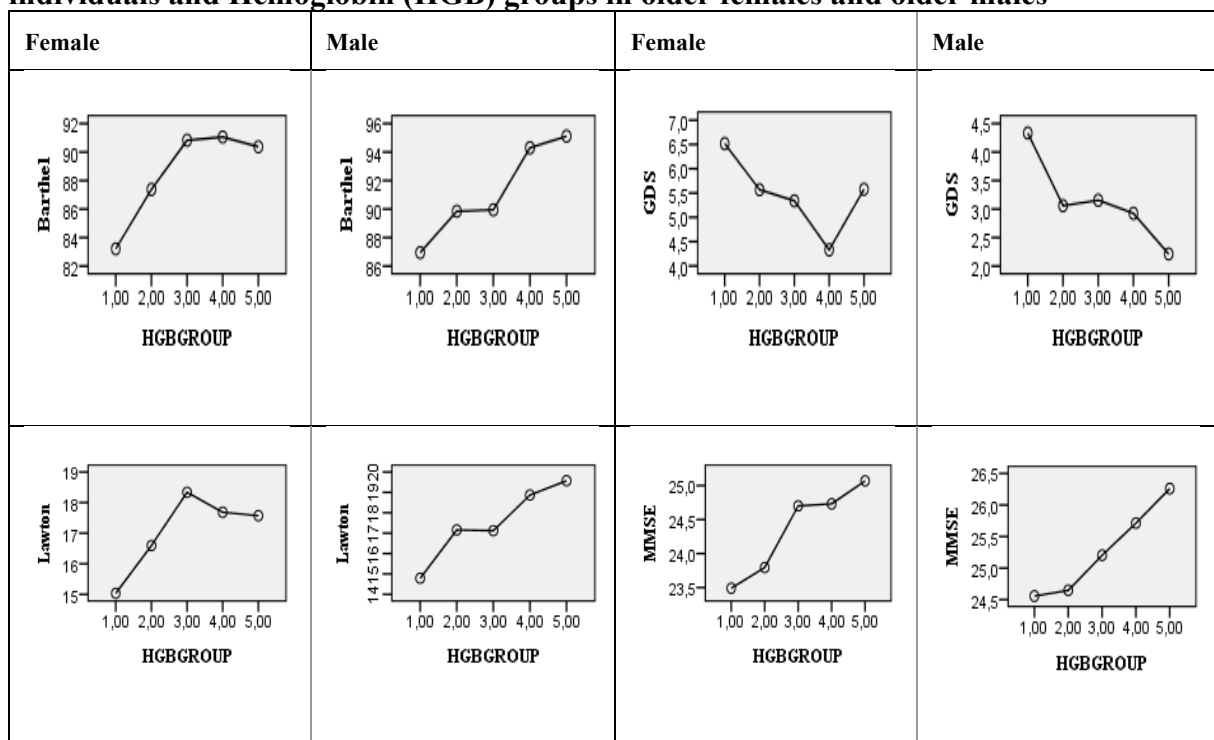 individuals and Hemoglobin (HGB) groups in older females and older males
Female Male Female Male
92
90
88
86
84
82
Barthel
1,00 2,00 3,00 4,00 5,00
HGBGROUP
96
94
92
90
88
86
Barthel
1,00 2,00 3,00 4,00 5,00
HGBGROUP
7,0
6,5
6,0
5,5
5,0
4,5
4,0
GDS
1,00 2,00 3,00 4,00 5,00
HGBGROUP
4,5
4,0
3,5
3,0
2,5
2,0
GDS
1,00 2,00 3,00 4,00 5,00
HGBGROUP
19
18
17
16
15
Lawton
1,00 2,00 3,00 4,00 5,00
HGBGROUP
20
19
18
17
16
15
14
Lawton
1,00 2,00 3,00 4,00 5,00
HGBGROUP
25,0
24,5
24,0
23,5
MMSE
1,00 2,00 3,00 4,00 5,00
HGBGROUP
26,5
26,0
25,5
25,0
24,5
MMSE
1,00 2,00 3,00 4,00 5,00
HGBGROUP